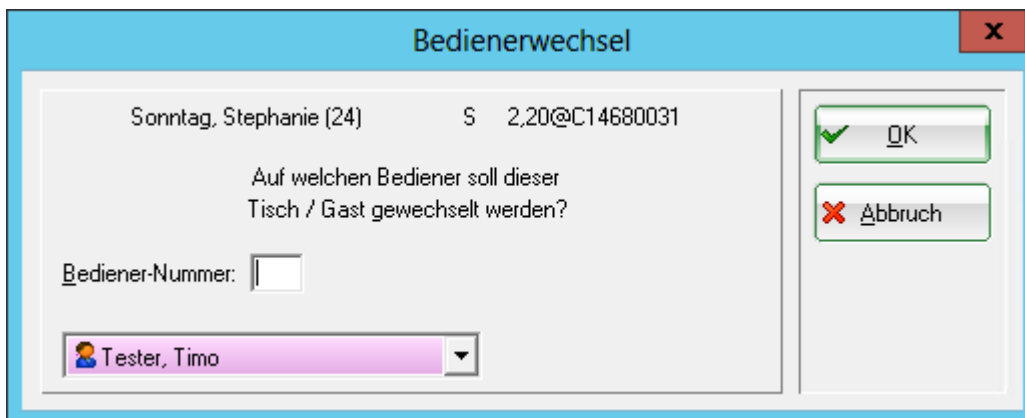 Bedienerwechsel
x
Sonntag, Stephanie (24) S 2,20@C14680031
Auf welchen Bediener soll dieser
Tisch / Gast gewechselt werden?
Bediener-Nummer:
Tester, Timo
OK
Abbruch